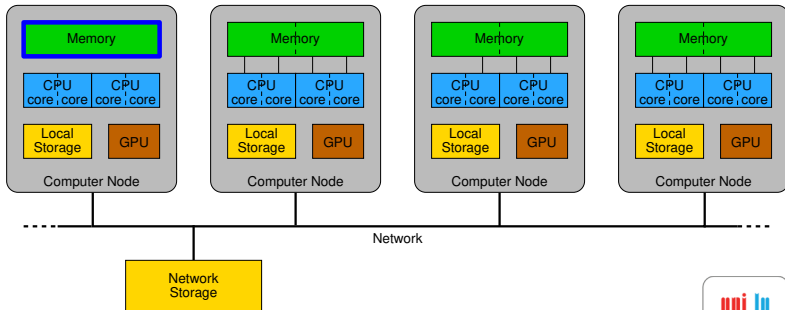 Memory
CPU CPU
core core core core
Local
Storage
GPU
Computer Node
Memory
CPU CPU
core core core core
Local
Storage
GPU
Computer Node
Memory
CPU CPU
core core core core
Local
Storage
GPU
Computer Node
Memory
CPU CPU
core core core core
Local
Storage
GPU
Computer Node
Network
Network
Storage
uni lu